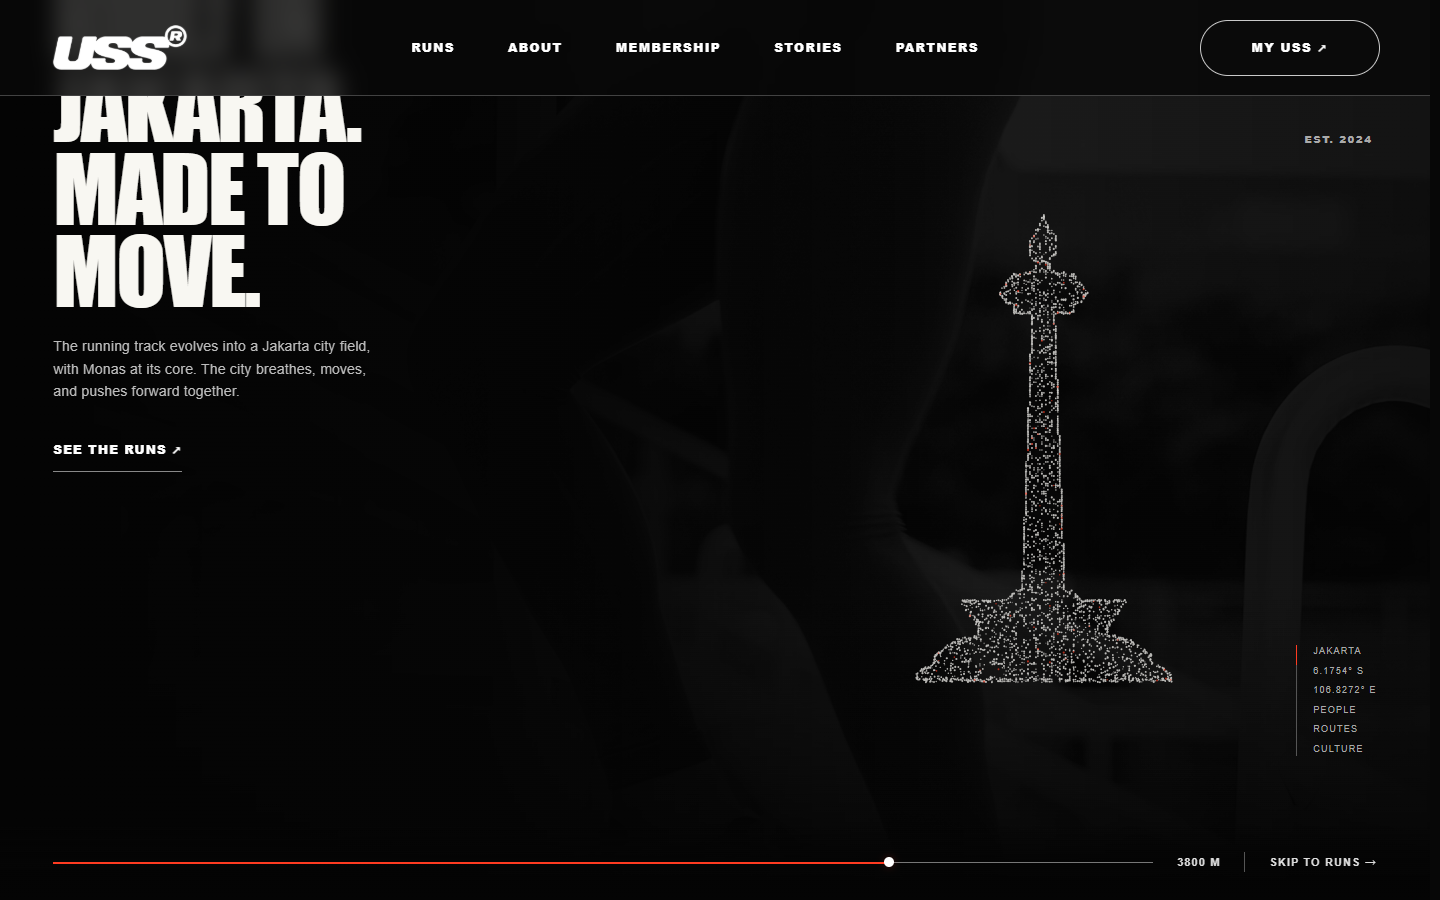 USS®
RUNS
ABOUT
MEMBERSHIP
STORIES
PARTNERS
MY USS ↗
JAKARTA.
MADE TO
MOVE.
EST. 2024
The running track evolves into a Jakarta city field,
with Monas at its core. The city breathes, moves,
and pushes forward together.
SEE THE RUNS ↗
JAKARTA
6.1754° S
106.8272° E
PEOPLE
ROUTES
CULTURE
3800 M
SKIP TO RUNS →